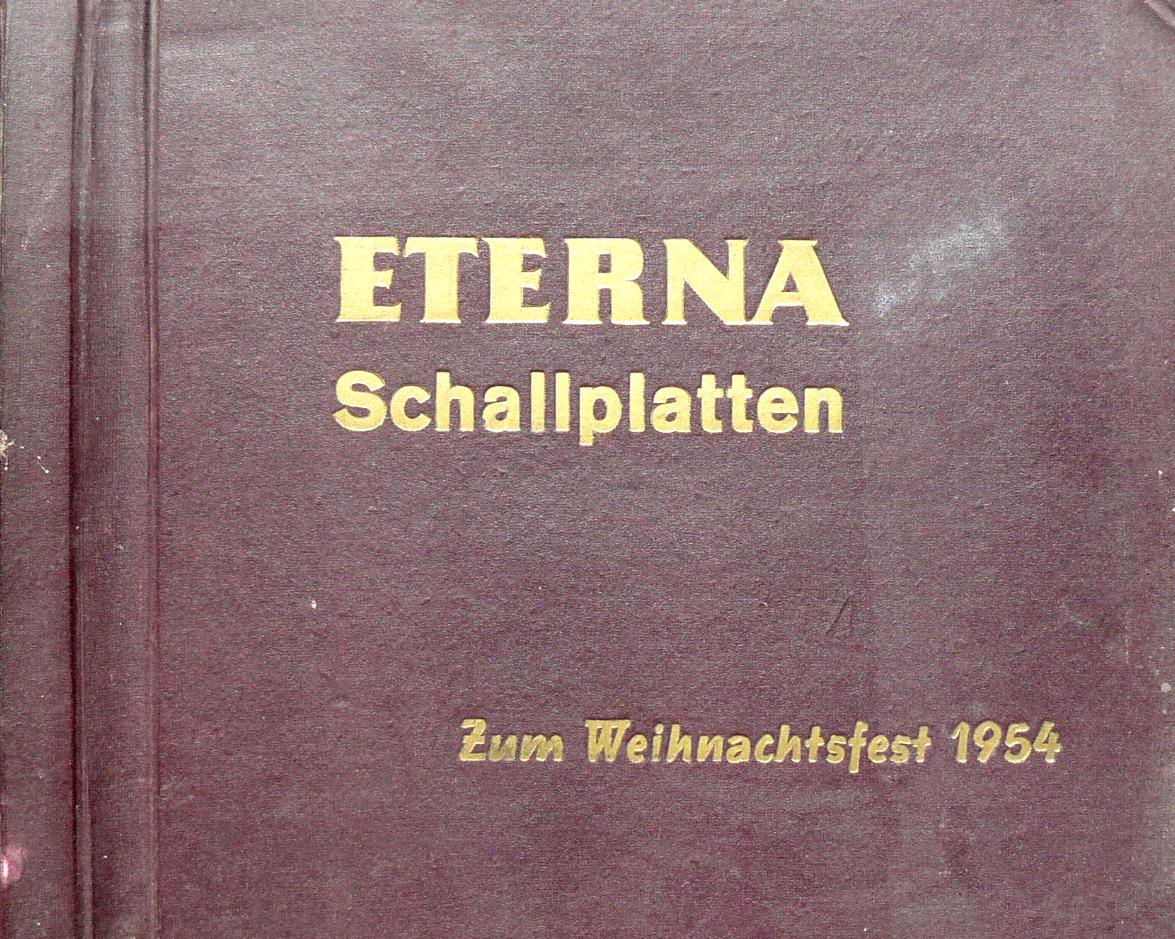 ETERNA
Schallplatten
Zum Weihnachtsfest 1954